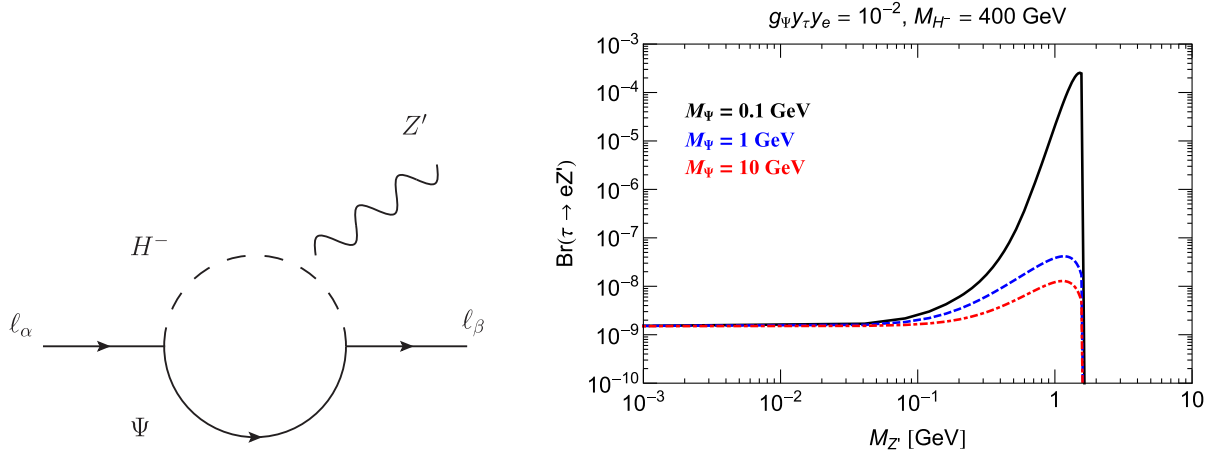 Z′
H⁻
ℓα
ℓβ
Ψ
gΨyτye = 10⁻², MH⁻ = 400 GeV
Br(τ → eZ')
10⁻³
10⁻⁴
10⁻⁵
10⁻⁶
10⁻⁷
10⁻⁸
10⁻⁹
10⁻¹⁰
MΨ = 0.1 GeV
MΨ = 1 GeV
MΨ = 10 GeV
10⁻³ 10⁻² 10⁻¹ 1 10
MZ' [GeV]